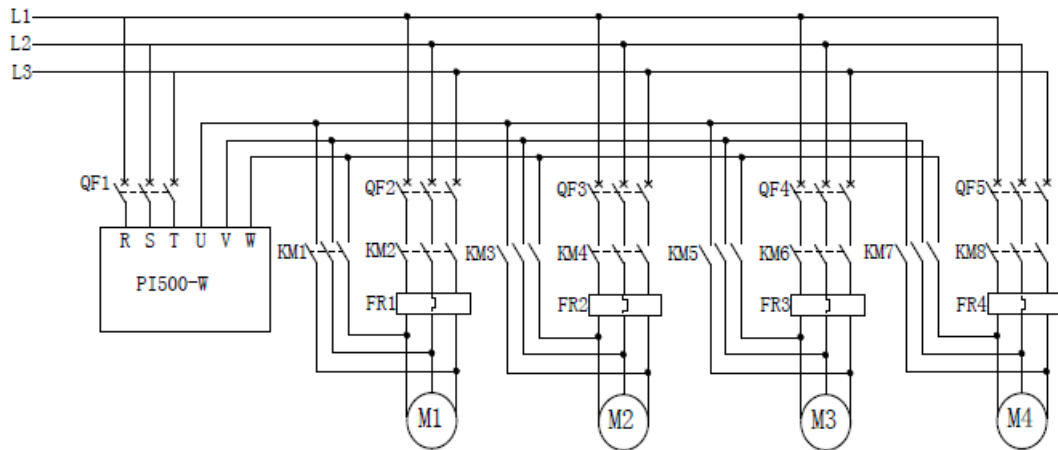 L1
L2
L3
QF1 QF2 QF3 QF4 QF5
R S T U V W
KM1 KM2 KM3 KM4 KM5 KM6 KM7 KM8
PI500-W
FR1 FR2 FR3 FR4
M1 M2 M3 M4